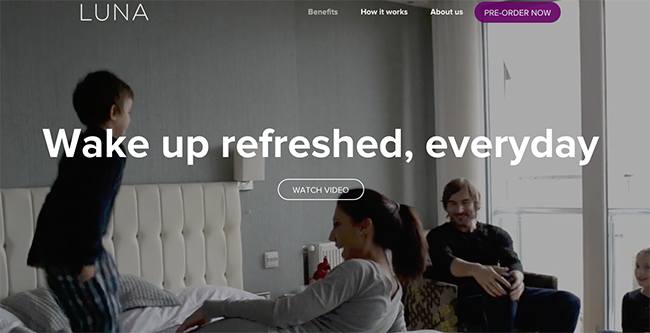 LUNA
Benefits
How it works
About us
PRE-ORDER NOW
Wake up refreshed, everyday
WATCH VIDEO